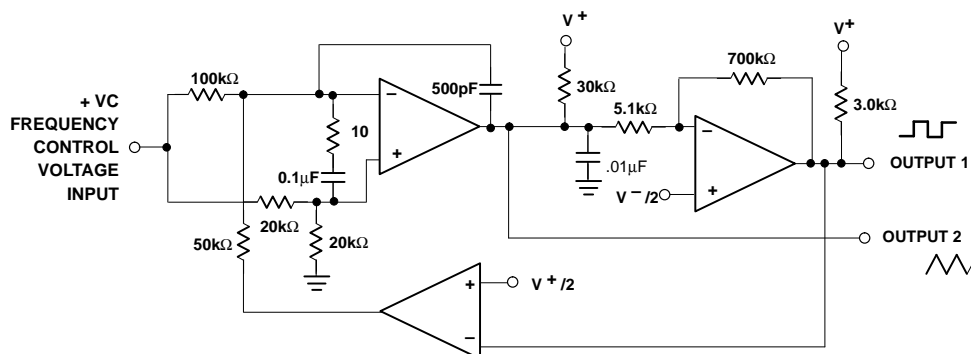 V+
V+
700kΩ
100kΩ
500pF
30kΩ
3.0kΩ
5.1kΩ
+ VC
FREQUENCY
CONTROL
VOLTAGE
INPUT
−
+
10
0.1μF
.01μF
−
+
V−/2
OUTPUT 1
20kΩ
20kΩ
50kΩ
OUTPUT 2
+
−
V+/2